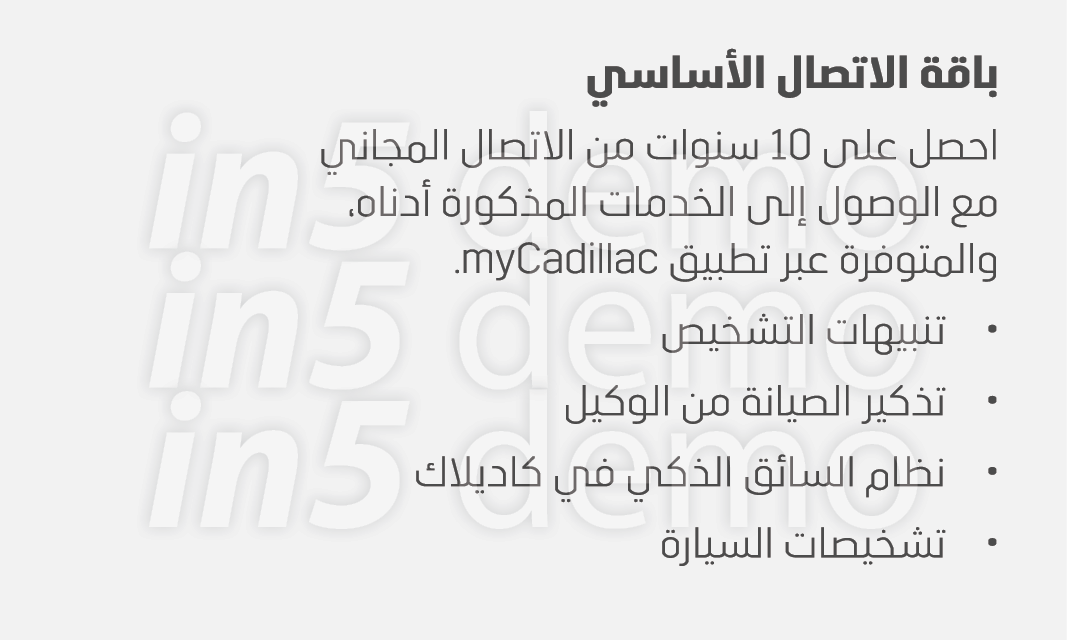 باقة الاتصال الأساسي
احصل على 10 سنوات من الاتصال المجاني
مع الوصول إلى الخدمات المذكورة أدناه،
والمتوفرة عبر تطبيق myCadillac.
• تنبيهات التشخيص
• تذكير الصيانة من الوكيل
• نظام السائق الذكي في كاديلاك
• تشخيصات السيارة
in5 demo
in5 demo
in5 demo